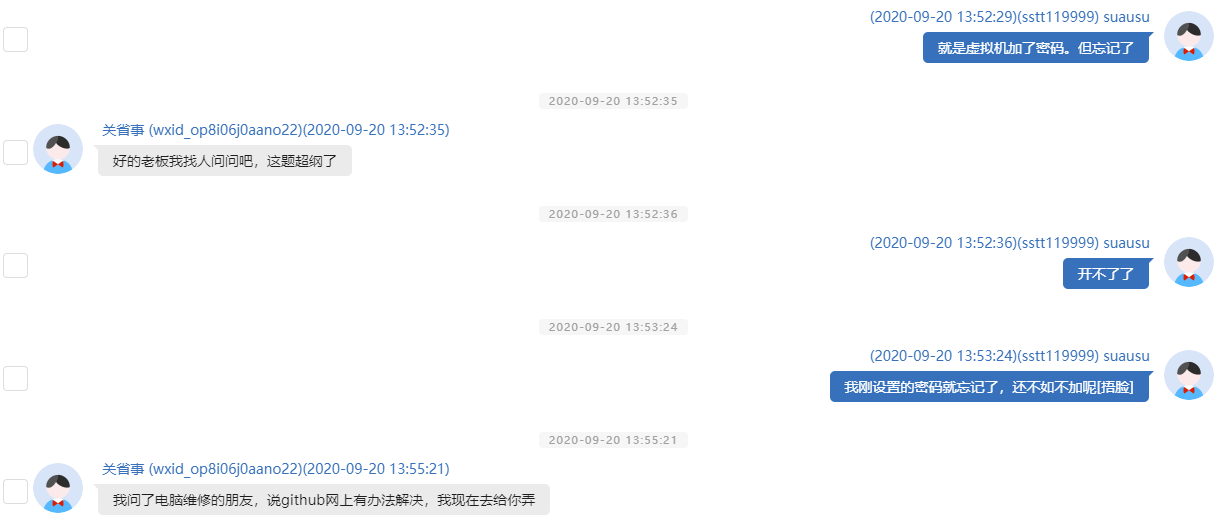 (2020-09-20 13:52:29)(sstt119999) suausu
就是虚拟机加了密码。但忘记了
2020-09-20 13:52:35
关省事 (wxid_op8i06j0aano22)(2020-09-20 13:52:35)
好的老板我找人问问吧，这题超纲了
2020-09-20 13:52:36
(2020-09-20 13:52:36)(sstt119999) suausu
开不了了
2020-09-20 13:53:24
(2020-09-20 13:53:24)(sstt119999) suausu
我刚设置的密码就忘记了，还不如不加呢[捂脸]
2020-09-20 13:55:21
关省事 (wxid_op8i06j0aano22)(2020-09-20 13:55:21)
我问了电脑维修的朋友，说github网上有办法解决，我现在去给你弄